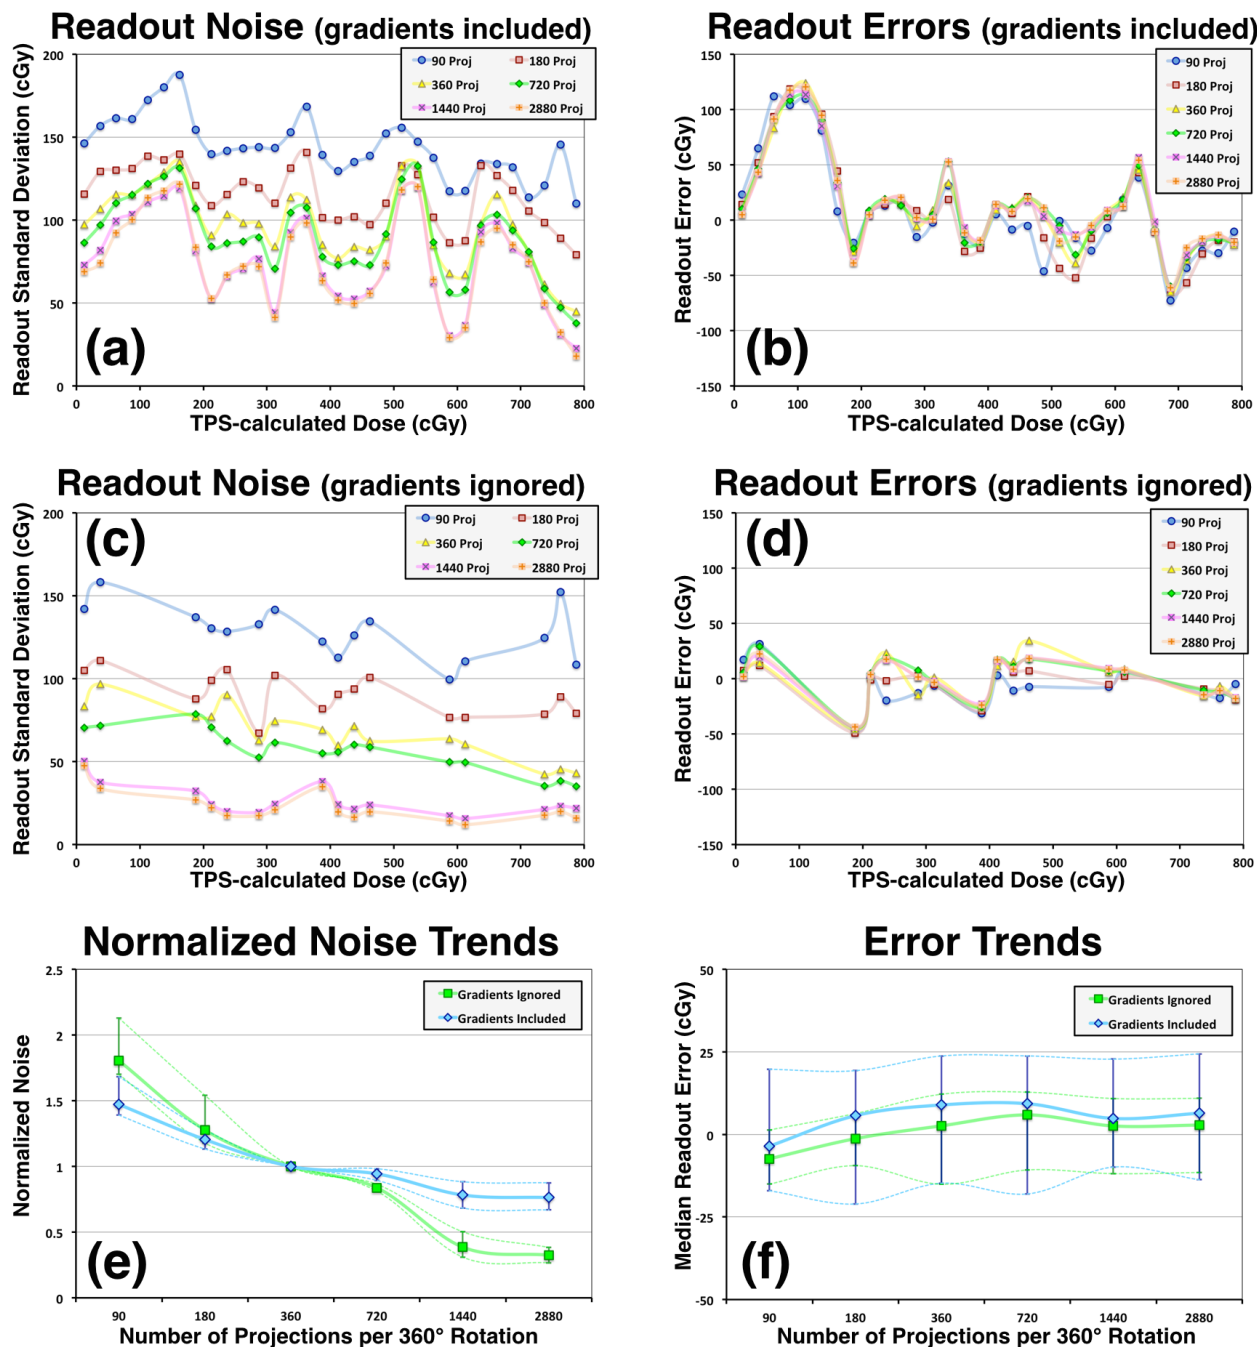 Readout Noise (gradients included)
Readout Standard Deviation (cGy)
200
150
100
50
0
90 Proj
180 Proj
360 Proj
720 Proj
1440 Proj
2880 Proj
(a)
0 100 200 300 400 500 600 700 800
TPS-calculated Dose (cGy)
Readout Errors (gradients included)
Readout Error (cGy)
150
100
50
0
-50
-100
-150
90 Proj
180 Proj
360 Proj
720 Proj
1440 Proj
2880 Proj
(b)
0 100 200 300 400 500 600 700 800
TPS-calculated Dose (cGy)
Readout Noise (gradients ignored)
Readout Standard Deviation (cGy)
200
150
100
50
0
(c)
90 Proj
180 Proj
360 Proj
720 Proj
1440 Proj
2880 Proj
0 100 200 300 400 500 600 700 800
TPS-calculated Dose (cGy)
Readout Errors (gradients ignored)
Readout Error (cGy)
150
100
50
0
-50
-100
-150
(d)
90 Proj
180 Proj
360 Proj
720 Proj
1440 Proj
2880 Proj
0 100 200 300 400 500 600 700 800
TPS-calculated Dose (cGy)
Normalized Noise Trends
Normalized Noise
2.5
2
1.5
1
0.5
0
Gradients Ignored
Gradients Included
(e)
90 180 360 720 1440 2880
Number of Projections per 360° Rotation
Error Trends
Median Readout Error (cGy)
50
25
0
-25
-50
Gradients Ignored
Gradients Included
(f)
90 180 360 720 1440 2880
Number of Projections per 360° Rotation